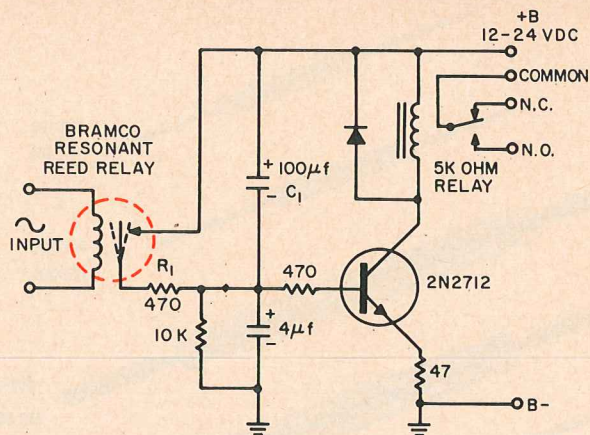 +B
12-24 VDC
COMMON
N.C.
N.O.
BRAMCO
RESONANT
REED RELAY
+ 100µf
- C1
5K OHM
RELAY
INPUT
R1
470
470
2N2712
10K
+
4µf
-
47
B-